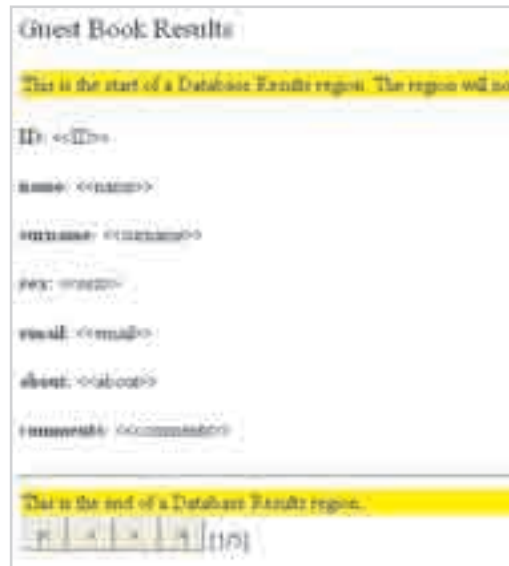 Guest Book Results
This is the start of a Database Results region. The region will no
ID: <<ID>>
name: <<name>>
surname: <<surname>>
sex: <<sex>>
email: <<email>>
about: <<about>>
comments: <<comments>>
This is the end of a Database Results region.
[1/5]